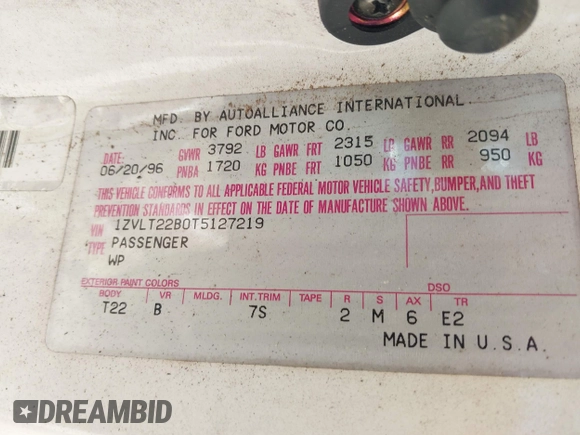 MFD. BY AUTOALLIANCE INTERNATIONAL.
INC. FOR FORD MOTOR CO.
DATE: 06/20/96 GVWR 3792 LB GAWR FRT 2315 LB GAWR RR 2094 LB
PNBA 1720 KG PNBE FRT 1050 KG PNBE RR 950 KG
THIS VEHICLE CONFORMS TO ALL APPLICABLE FEDERAL MOTOR VEHICLE SAFETY, BUMPER, AND THEFT
PREVENTION STANDARDS IN EFFECT ON THE DATE OF MANUFACTURE SHOWN ABOVE.
VIN 1ZVLT22B0T5127219
TYPE PASSENGER
WP
EXTERIOR PAINT COLORS DSO
BODY VR MLDG. INT. TRIM TAPE R S AX TR
T22 B 7S 2 M 6 E2
MADE IN U.S.A.
DREAMBID